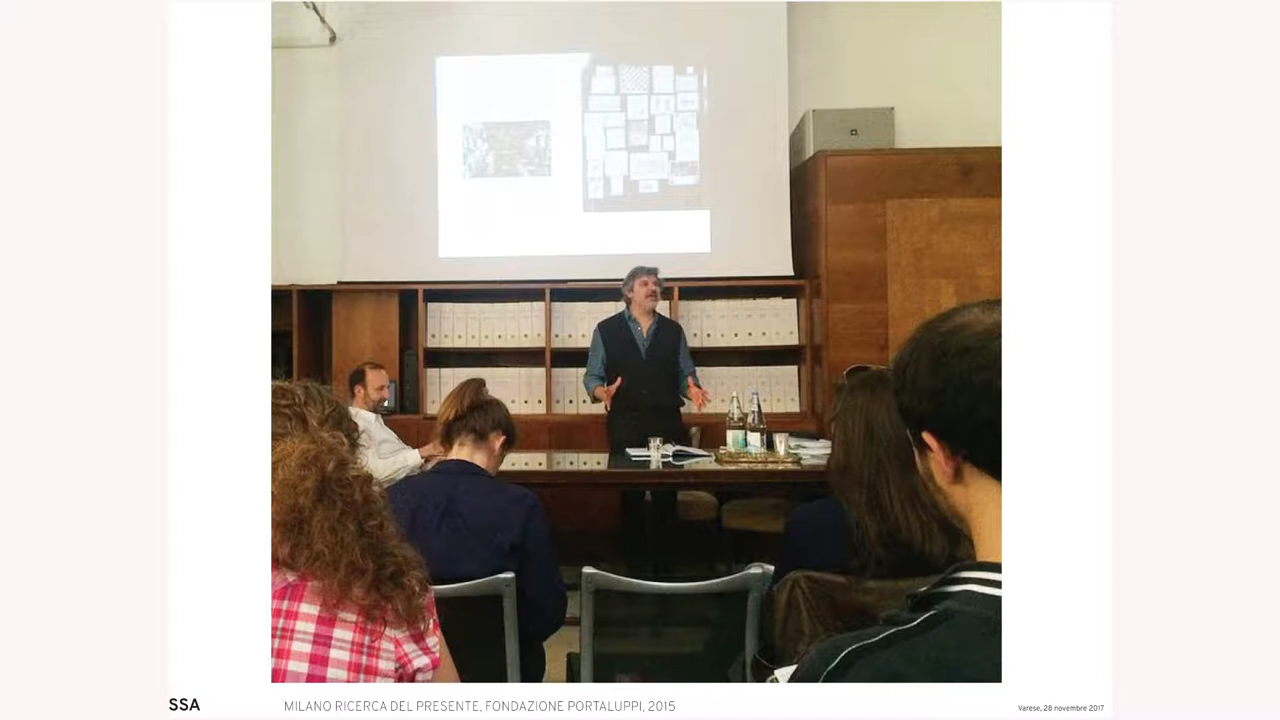 SSA
MILANO RICERCA DEL PRESENTE, FONDAZIONE PORTALUPPI, 2015
Varese, 28 novembre 2017